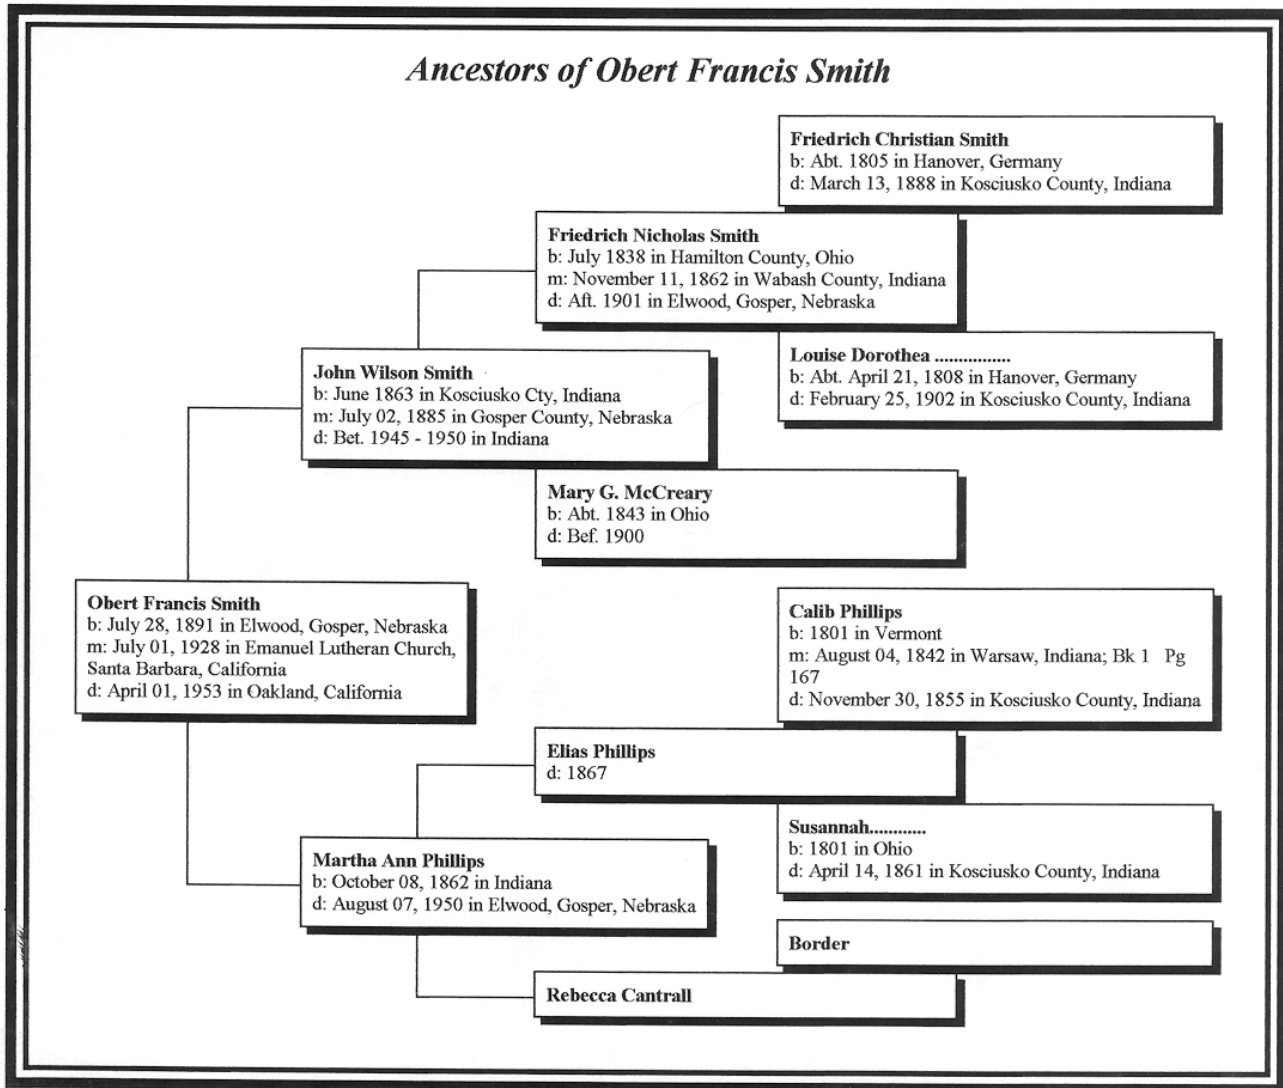 Ancestors of Obert Francis Smith
Friedrich Christian Smith
b: Abt. 1805 in Hanover, Germany
d: March 13, 1888 in Kosciusko County, Indiana
Friedrich Nicholas Smith
b: July 1838 in Hamilton County, Ohio
m: November 11, 1862 in Wabash County, Indiana
d: Aft. 1901 in Elwood, Gosper, Nebraska
Louise Dorothea ................
b: Abt. April 21, 1808 in Hanover, Germany
d: February 25, 1902 in Kosciusko County, Indiana
John Wilson Smith
b: June 1863 in Kosciusko Cty, Indiana
m: July 02, 1885 in Gosper County, Nebraska
d: Bet. 1945 - 1950 in Indiana
Mary G. McCreary
b: Abt. 1843 in Ohio
d: Bef. 1900
Obert Francis Smith
b: July 28, 1891 in Elwood, Gosper, Nebraska
m: July 01, 1928 in Emanuel Lutheran Church,
Santa Barbara, California
d: April 01, 1953 in Oakland, California
Calib Phillips
b: 1801 in Vermont
m: August 04, 1842 in Warsaw, Indiana; Bk 1 Pg
167
d: November 30, 1855 in Kosciusko County, Indiana
Elias Phillips
d: 1867
Susannah............
b: 1801 in Ohio
d: April 14, 1861 in Kosciusko County, Indiana
Martha Ann Phillips
b: October 08, 1862 in Indiana
d: August 07, 1950 in Elwood, Gosper, Nebraska
Border
Rebecca Cantrall